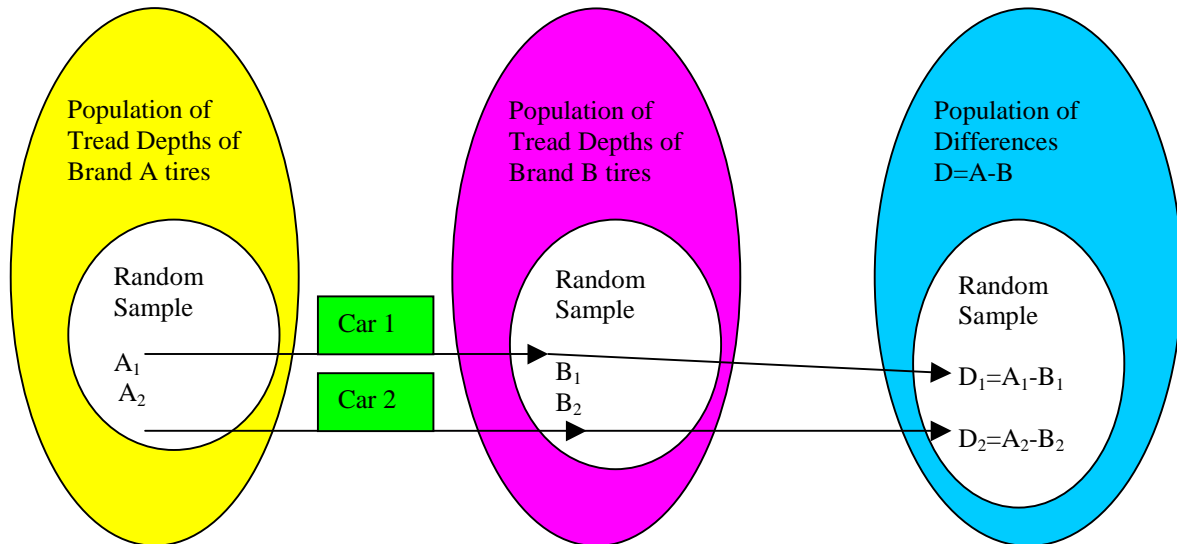 Population of
Tread Depths of
Brand A tires
Random
Sample
A₁
A₂
Car 1
Car 2
Population of
Tread Depths of
Brand B tires
Random
Sample
B₁
B₂
Population of
Differences
D=A-B
Random
Sample
D₁=A₁-B₁
D₂=A₂-B₂